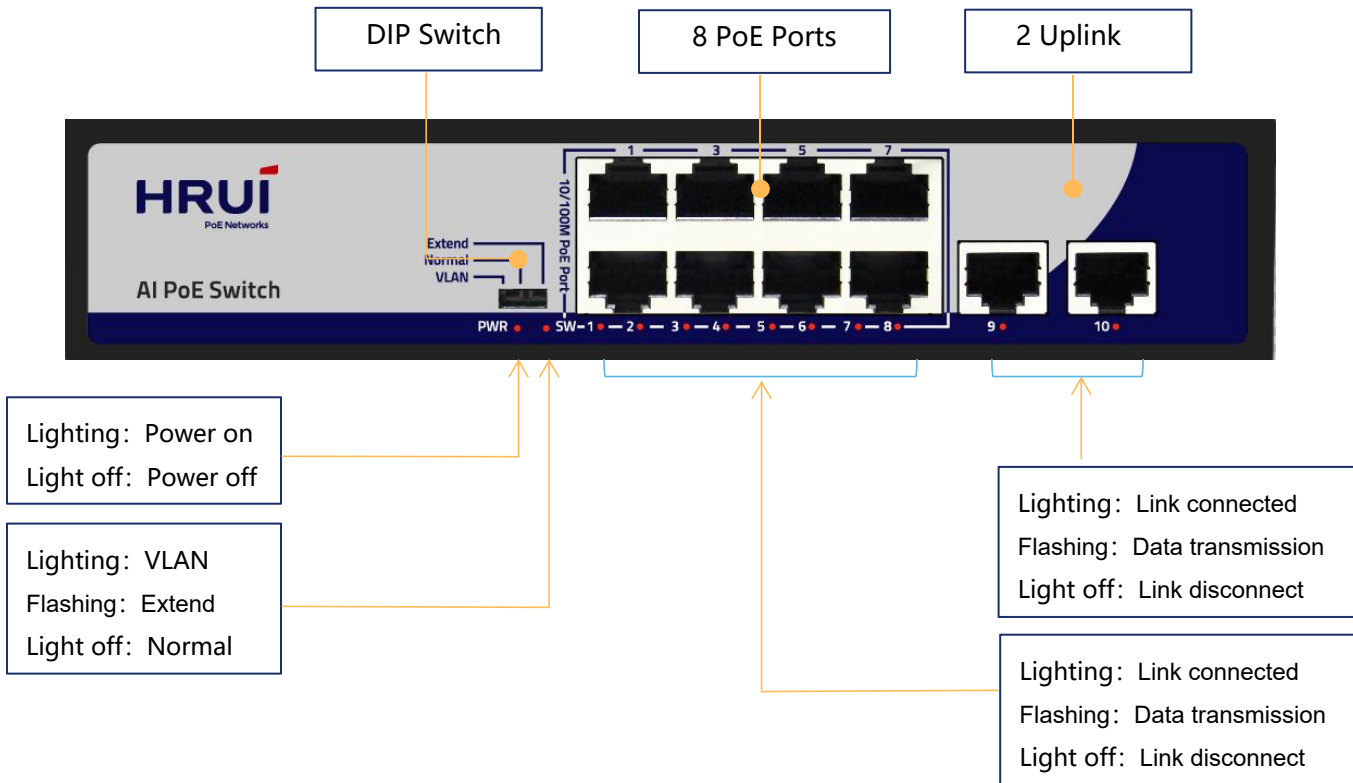 DIP Switch
8 PoE Ports
2 Uplink
HRUI
PoE Networks
AI PoE Switch
Extend
Normal
VLAN
10/100M PoE Port
1 3 5 7
PWR SW 1 2 3 4 5 6 7 8 9 10
Lighting： Power on
Light off： Power off
Lighting： VLAN
Flashing： Extend
Light off： Normal
Lighting： Link connected
Flashing： Data transmission
Light off： Link disconnect
Lighting： Link connected
Flashing： Data transmission
Light off： Link disconnect